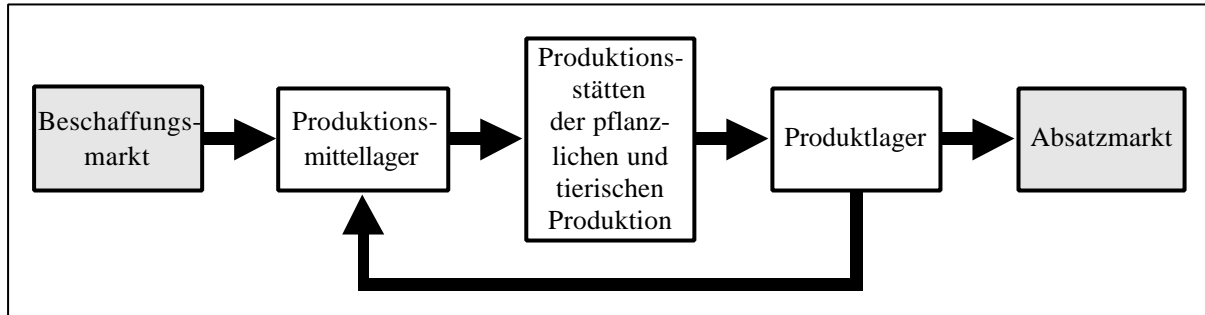 Beschaffungs-
markt
Produktions-
mittellager
Produktions-
stätten
der pflanz-
lichen und
tierischen
Produktion
Produktlager
Absatzmarkt